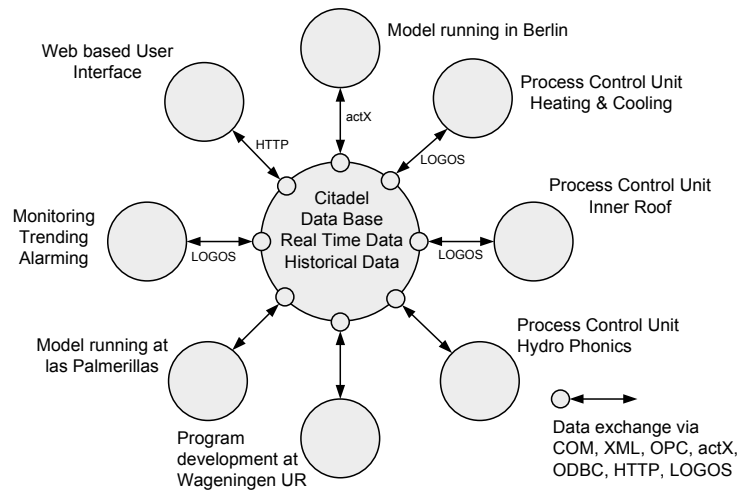 Model running in Berlin
Web based User
Interface
Process Control Unit
Heating & Cooling
actX
HTTP
LOGOS
Citadel
Data Base
Real Time Data
Historical Data
Process Control Unit
Inner Roof
Monitoring
Trending
Alarming
LOGOS
LOGOS
Model running at
las Palmerillas
Process Control Unit
Hydro Phonics
Program
development at
Wageningen UR
Data exchange via
COM, XML, OPC, actX,
ODBC, HTTP, LOGOS